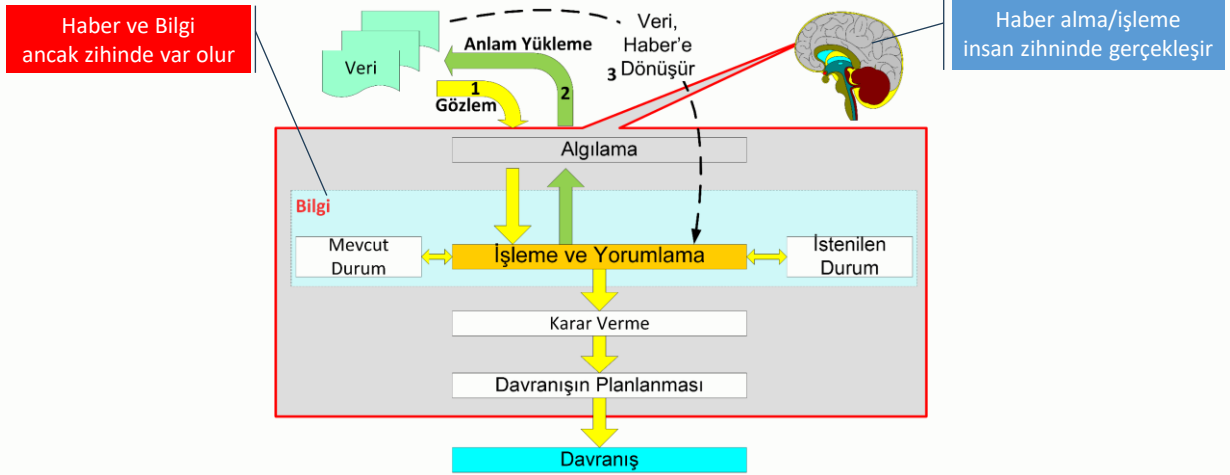 Haber ve Bilgi
ancak zihinde var olur
Veri
Anlam Yükleme
1
Gözlem
2
Veri,
Haber'e
3 Dönüşür
Haber alma/işleme
insan zihninde gerçekleşir
Algılama
Bilgi
Mevcut
Durum
İşleme ve Yorumlama
İstenilen
Durum
Karar Verme
Davranışın Planlanması
Davranış